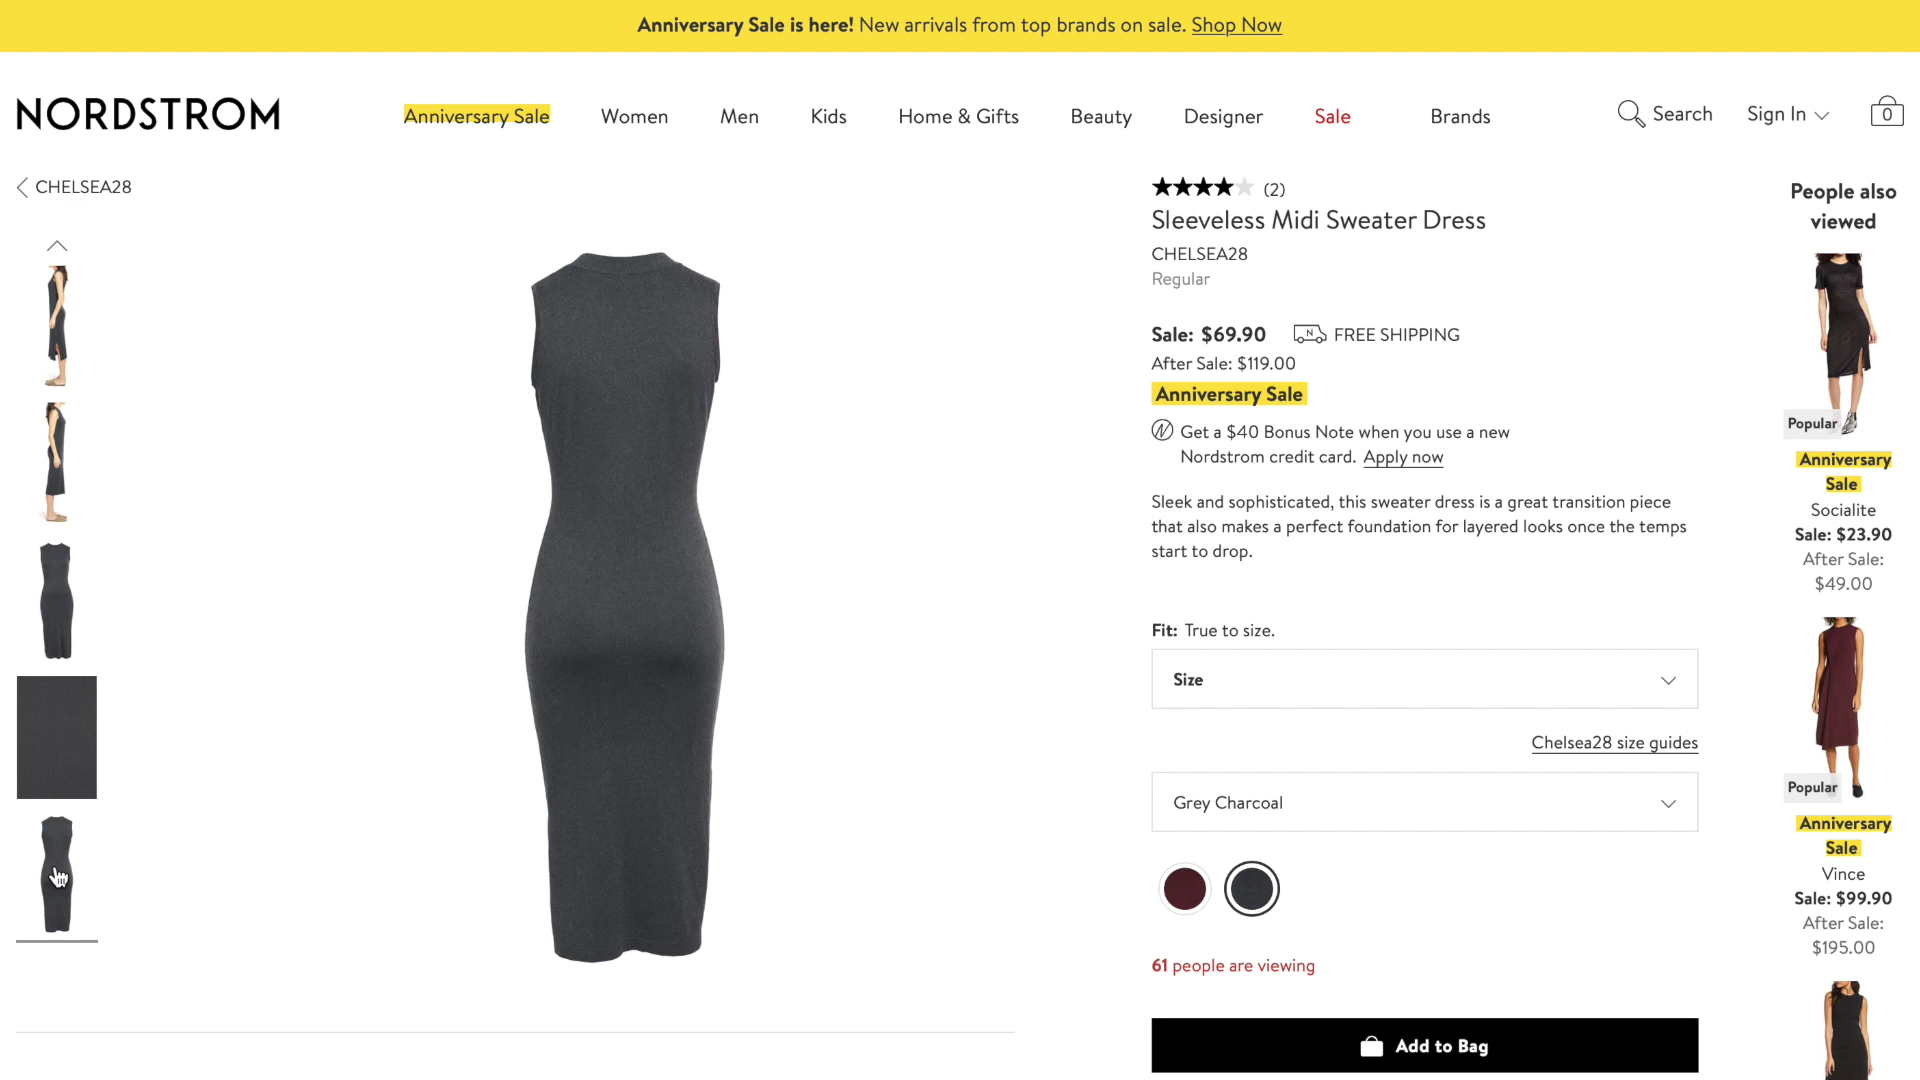 Anniversary Sale is here! New arrivals from top brands on sale. Shop Now
NORDSTROM
Anniversary Sale
Women
Men
Kids
Home & Gifts
Beauty
Designer
Sale
Brands
Search
Sign In
0
CHELSEA28
(2)
Sleeveless Midi Sweater Dress
CHELSEA28
Regular
Sale: $69.90
N
FREE SHIPPING
After Sale: $119.00
Anniversary Sale
N
Get a $40 Bonus Note when you use a new
Nordstrom credit card. Apply now
Sleek and sophisticated, this sweater dress is a great transition piece
that also makes a perfect foundation for layered looks once the temps
start to drop.
Fit: True to size.
Size
Chelsea28 size guides
Grey Charcoal
61 people are viewing
Add to Bag
People also
viewed
Popular
Anniversary
Sale
Socialite
Sale: $23.90
After Sale:
$49.00
Popular
Anniversary
Sale
Vince
Sale: $99.90
After Sale:
$195.00